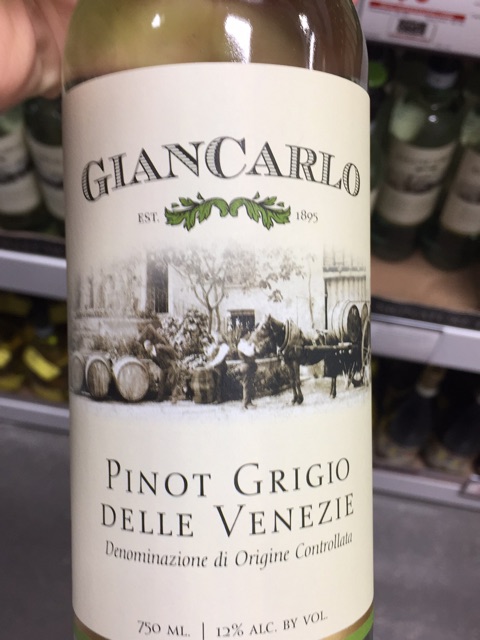 GIANCARLO
EST. 1895
PINOT GRIGIO
DELLE VENEZIE
Denominazione di Origine Controllata
750 ML. | 12% ALC. BY VOL.